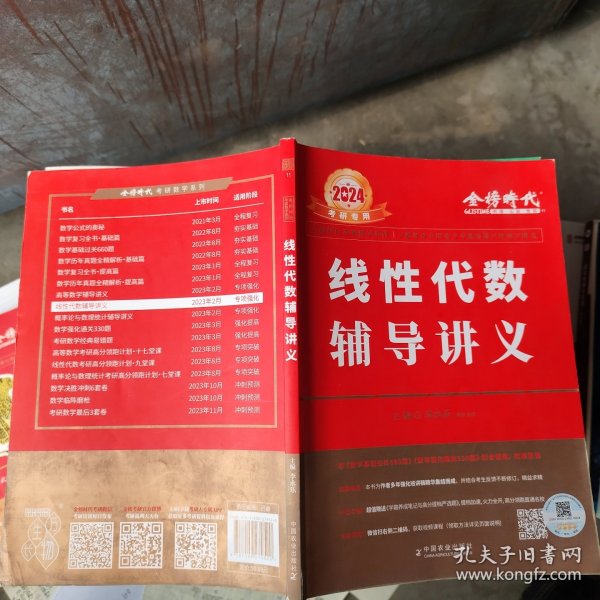 金榜时代 考研数学系列
书名 上市时间 适用阶段
数学公式的奥秘 2021年3月 全程复习
数学复习全书·基础篇 2022年8月 夯实基础
数学基础过关660题 2022年8月 夯实基础
数学历年真题全精解析·基础篇 2022年8月 夯实基础
数学复习全书·提高篇 2023年1月 全程复习
数学历年真题全精解析·提高篇 2023年1月 全程复习
高等数学辅导讲义 2023年2月 专项强化
线性代数辅导讲义 2023年2月 专项强化
概率论与数理统计辅导讲义 2023年2月 专项强化
数学强化通关330题 2023年3月 强化提高
考研数学经典易错题 2023年3月 强化提高
高等数学考研高分领跑计划·十七堂课 2023年8月 专项突破
线性代数考研高分领跑计划·九堂课 2023年8月 专项突破
概率论与数理统计考研高分领跑计划·七堂课 2023年8月 专项突破
数学决胜冲刺6套卷 2023年10月 冲刺预测
数学临阵磨枪 2023年10月 冲刺预测
考研数学最后3套卷 2023年11月 冲刺预测
线性代数辅导讲义
主编 李永乐
中国农业出版社
2024
考研专用
金榜时代
GLISTIME
线性代数
辅导讲义
中国农业出版社
CHINA AGRICULTURE PRESS
孔夫子旧书网
www.kongfz.com